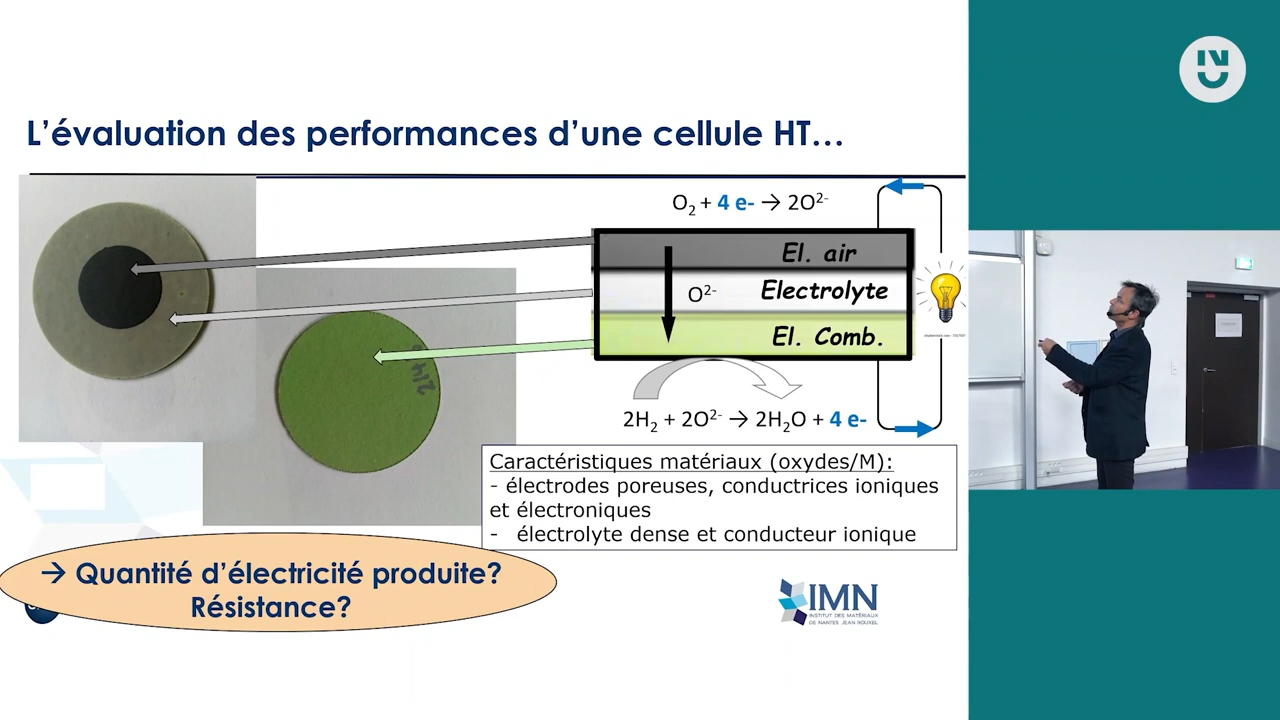 L'évaluation des performances d'une cellule HT…
O₂ + 4 e- → 2O²⁻
El. air
O²⁻
Electrolyte
El. Comb.
2H₂ + 2O²⁻ → 2H₂O + 4 e-
Caractéristiques matériaux (oxydes/M):
- électrodes poreuses, conductrices ioniques
et électroniques
- électrolyte dense et conducteur ionique
→ Quantité d'électricité produite?
Résistance?
IMN
INSTITUT DES MATÉRIAUX
DE NANTES JEAN ROUXEL